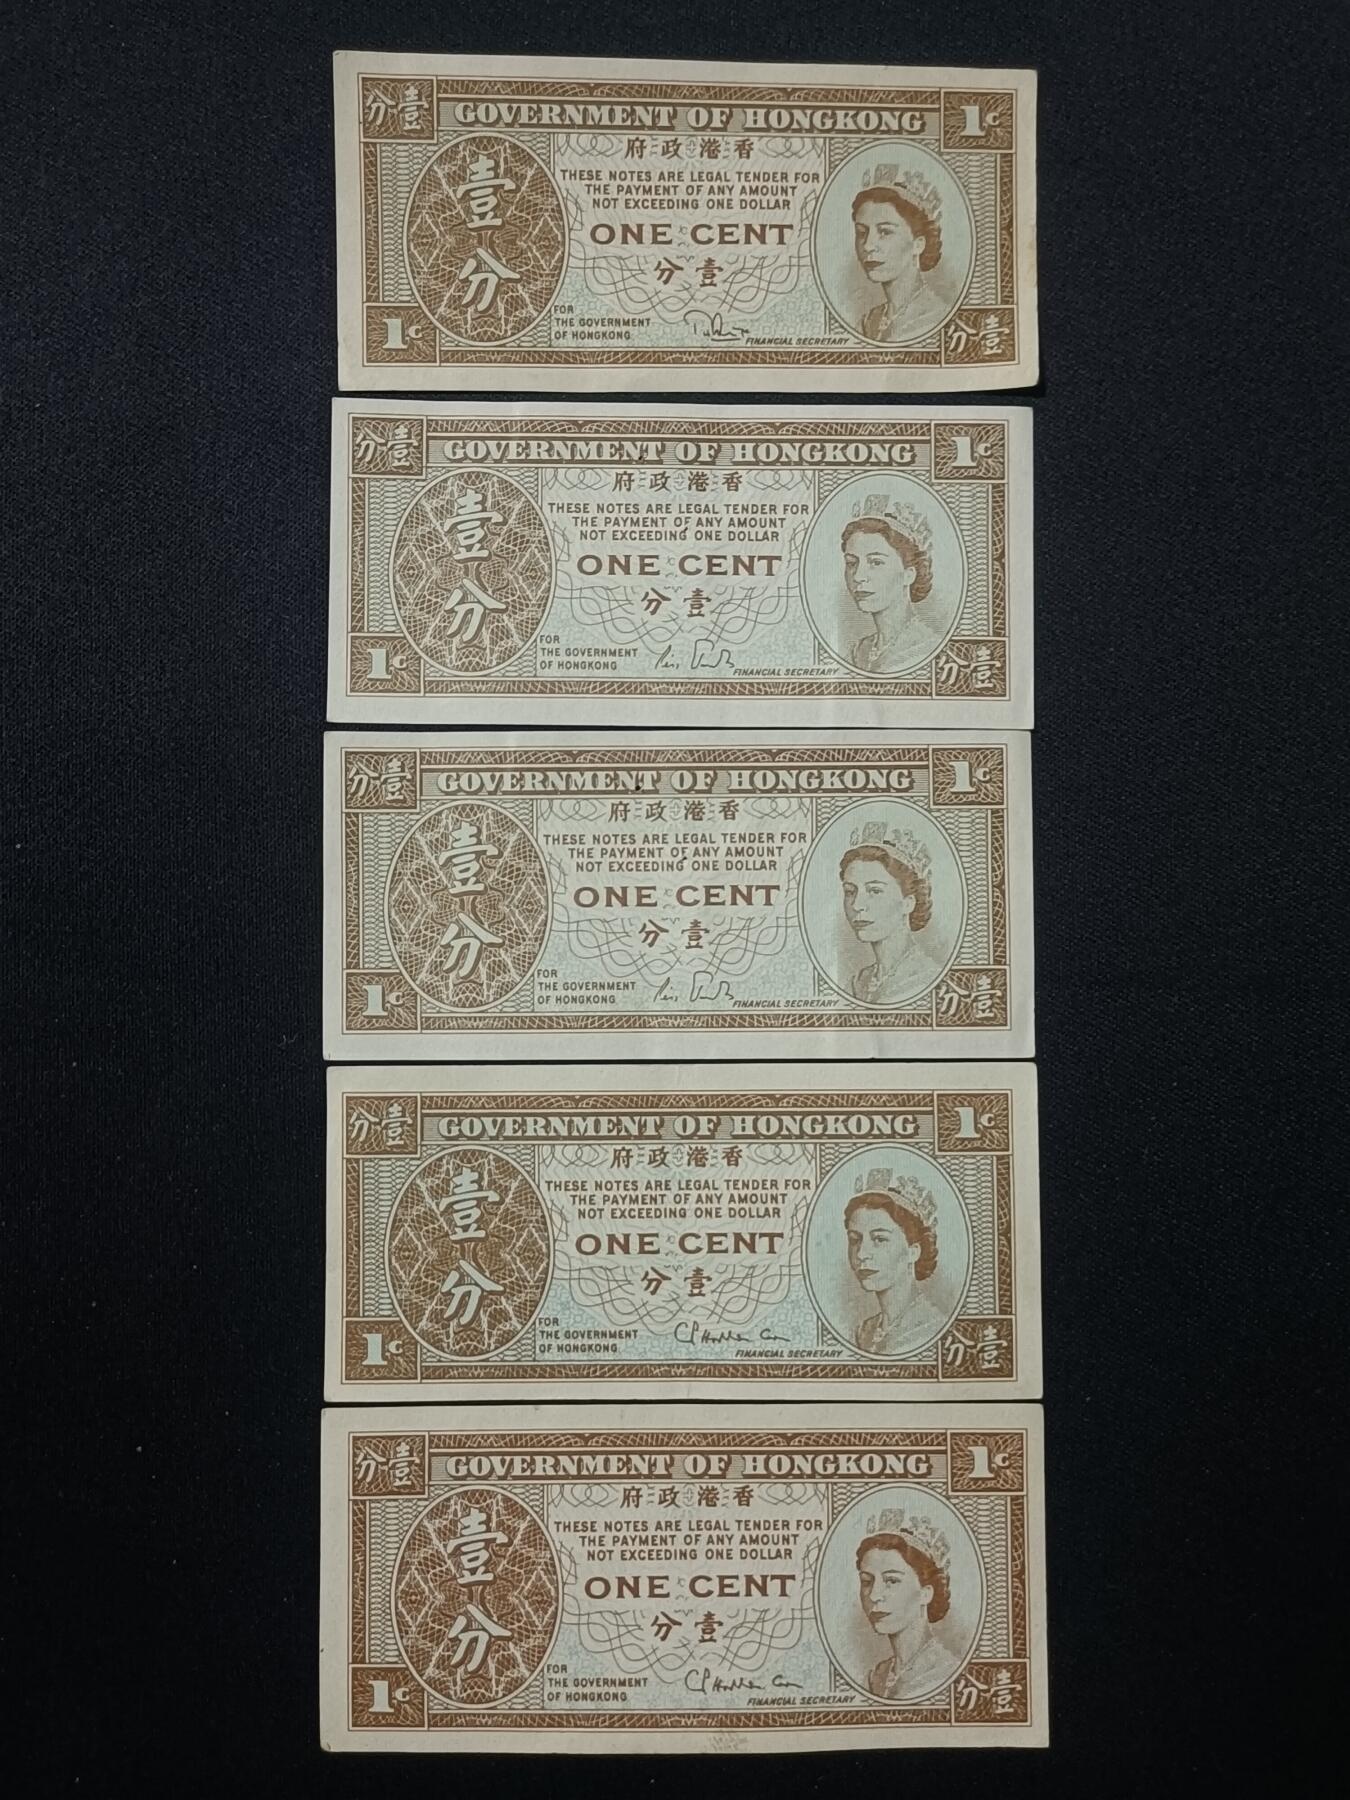 分壹
GOVERNMENT OF HONGKONG
1C
府政港香
壹分
THESE NOTES ARE LEGAL TENDER FOR
THE PAYMENT OF ANY AMOUNT
NOT EXCEEDING ONE DOLLAR
ONE CENT
分壹
FOR
THE GOVERNMENT
OF HONGKONG
FINANCIAL SECRETARY
1C
分壹
分壹
GOVERNMENT OF HONGKONG
1C
府政港香
壹分
THESE NOTES ARE LEGAL TENDER FOR
THE PAYMENT OF ANY AMOUNT
NOT EXCEEDING ONE DOLLAR
ONE CENT
分壹
FOR
THE GOVERNMENT
OF HONGKONG
FINANCIAL SECRETARY
1C
分壹
分壹
GOVERNMENT OF HONGKONG
1C
府政港香
壹分
THESE NOTES ARE LEGAL TENDER FOR
THE PAYMENT OF ANY AMOUNT
NOT EXCEEDING ONE DOLLAR
ONE CENT
分壹
FOR
THE GOVERNMENT
OF HONGKONG
FINANCIAL SECRETARY
1C
分壹
分壹
GOVERNMENT OF HONGKONG
1C
府政港香
壹分
THESE NOTES ARE LEGAL TENDER FOR
THE PAYMENT OF ANY AMOUNT
NOT EXCEEDING ONE DOLLAR
ONE CENT
分壹
FOR
THE GOVERNMENT
OF HONGKONG
FINANCIAL SECRETARY
1C
分壹
分壹
GOVERNMENT OF HONGKONG
1C
府政港香
壹分
THESE NOTES ARE LEGAL TENDER FOR
THE PAYMENT OF ANY AMOUNT
NOT EXCEEDING ONE DOLLAR
ONE CENT
分壹
FOR
THE GOVERNMENT
OF HONGKONG
FINANCIAL SECRETARY
1C
分壹